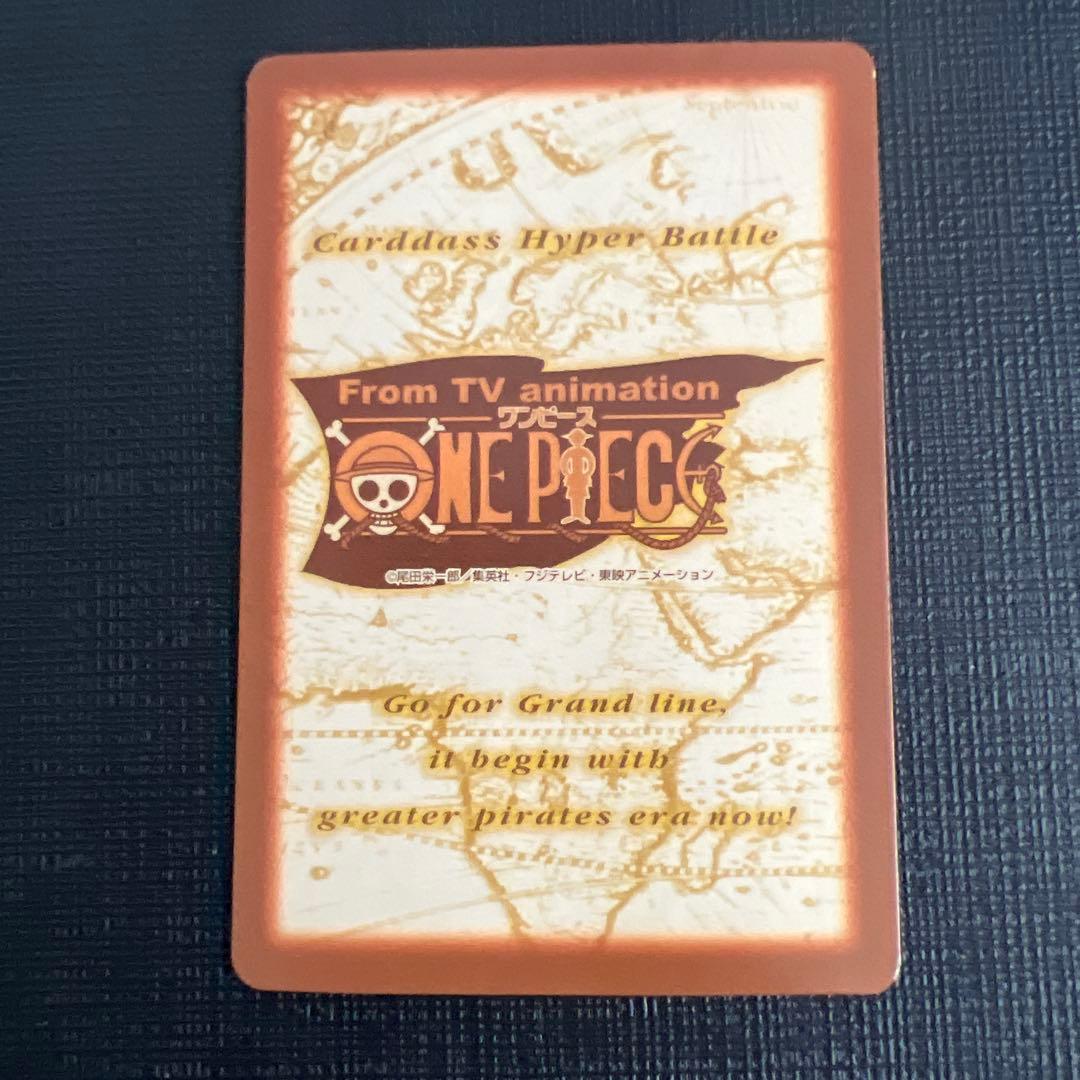 Septentrio
Carddass Hyper Battle
From TV animation
ワンピース
ONE PIECE
©尾田栄一郎/集英社・フジテレビ・東映アニメーション
Go for Grand line,
it begin with
greater pirates era now!